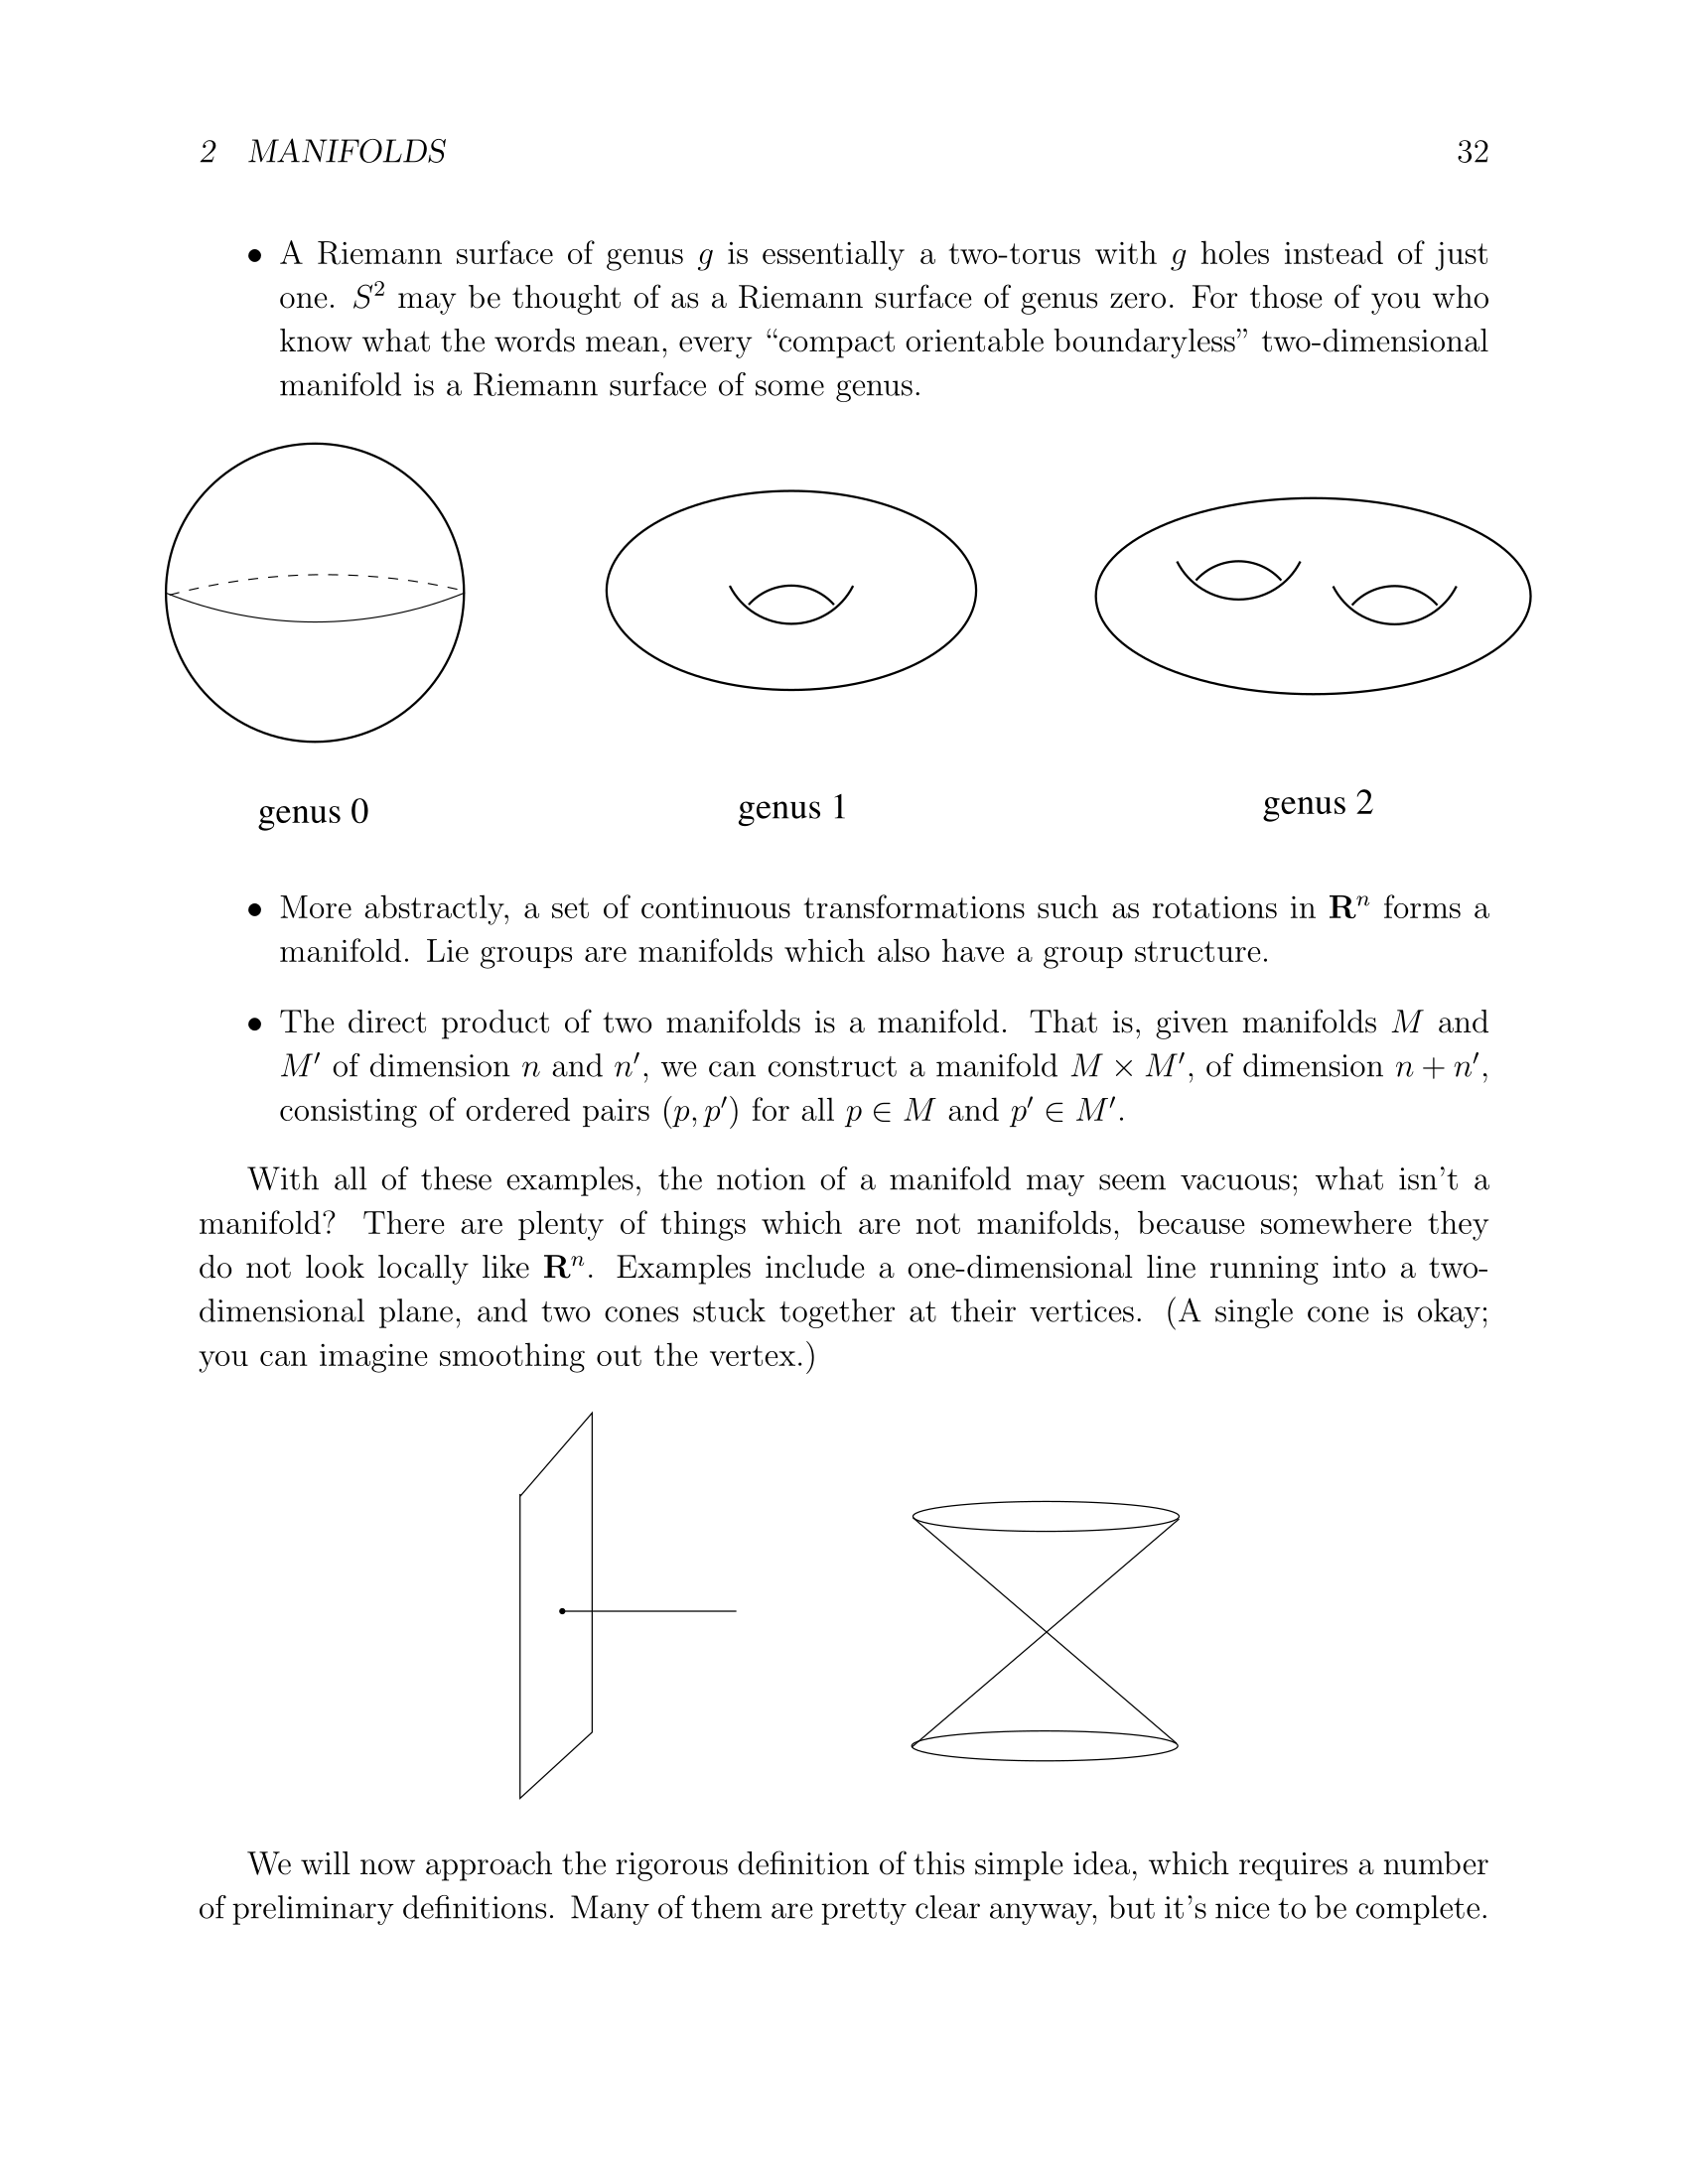 2 MANIFOLDS 32
• A Riemann surface of genus g is essentially a two-torus with g holes instead of just
one. S² may be thought of as a Riemann surface of genus zero. For those of you who
know what the words mean, every “compact orientable boundaryless” two-dimensional
manifold is a Riemann surface of some genus.
genus 0 genus 1 genus 2
• More abstractly, a set of continuous transformations such as rotations in Rⁿ forms a
manifold. Lie groups are manifolds which also have a group structure.
• The direct product of two manifolds is a manifold. That is, given manifolds M and
M′ of dimension n and n′, we can construct a manifold M × M′, of dimension n + n′,
consisting of ordered pairs (p, p′) for all p ∈ M and p′ ∈ M′.
With all of these examples, the notion of a manifold may seem vacuous; what isn’t a
manifold? There are plenty of things which are not manifolds, because somewhere they
do not look locally like Rⁿ. Examples include a one-dimensional line running into a two-
dimensional plane, and two cones stuck together at their vertices. (A single cone is okay;
you can imagine smoothing out the vertex.)
We will now approach the rigorous definition of this simple idea, which requires a number
of preliminary definitions. Many of them are pretty clear anyway, but it’s nice to be complete.